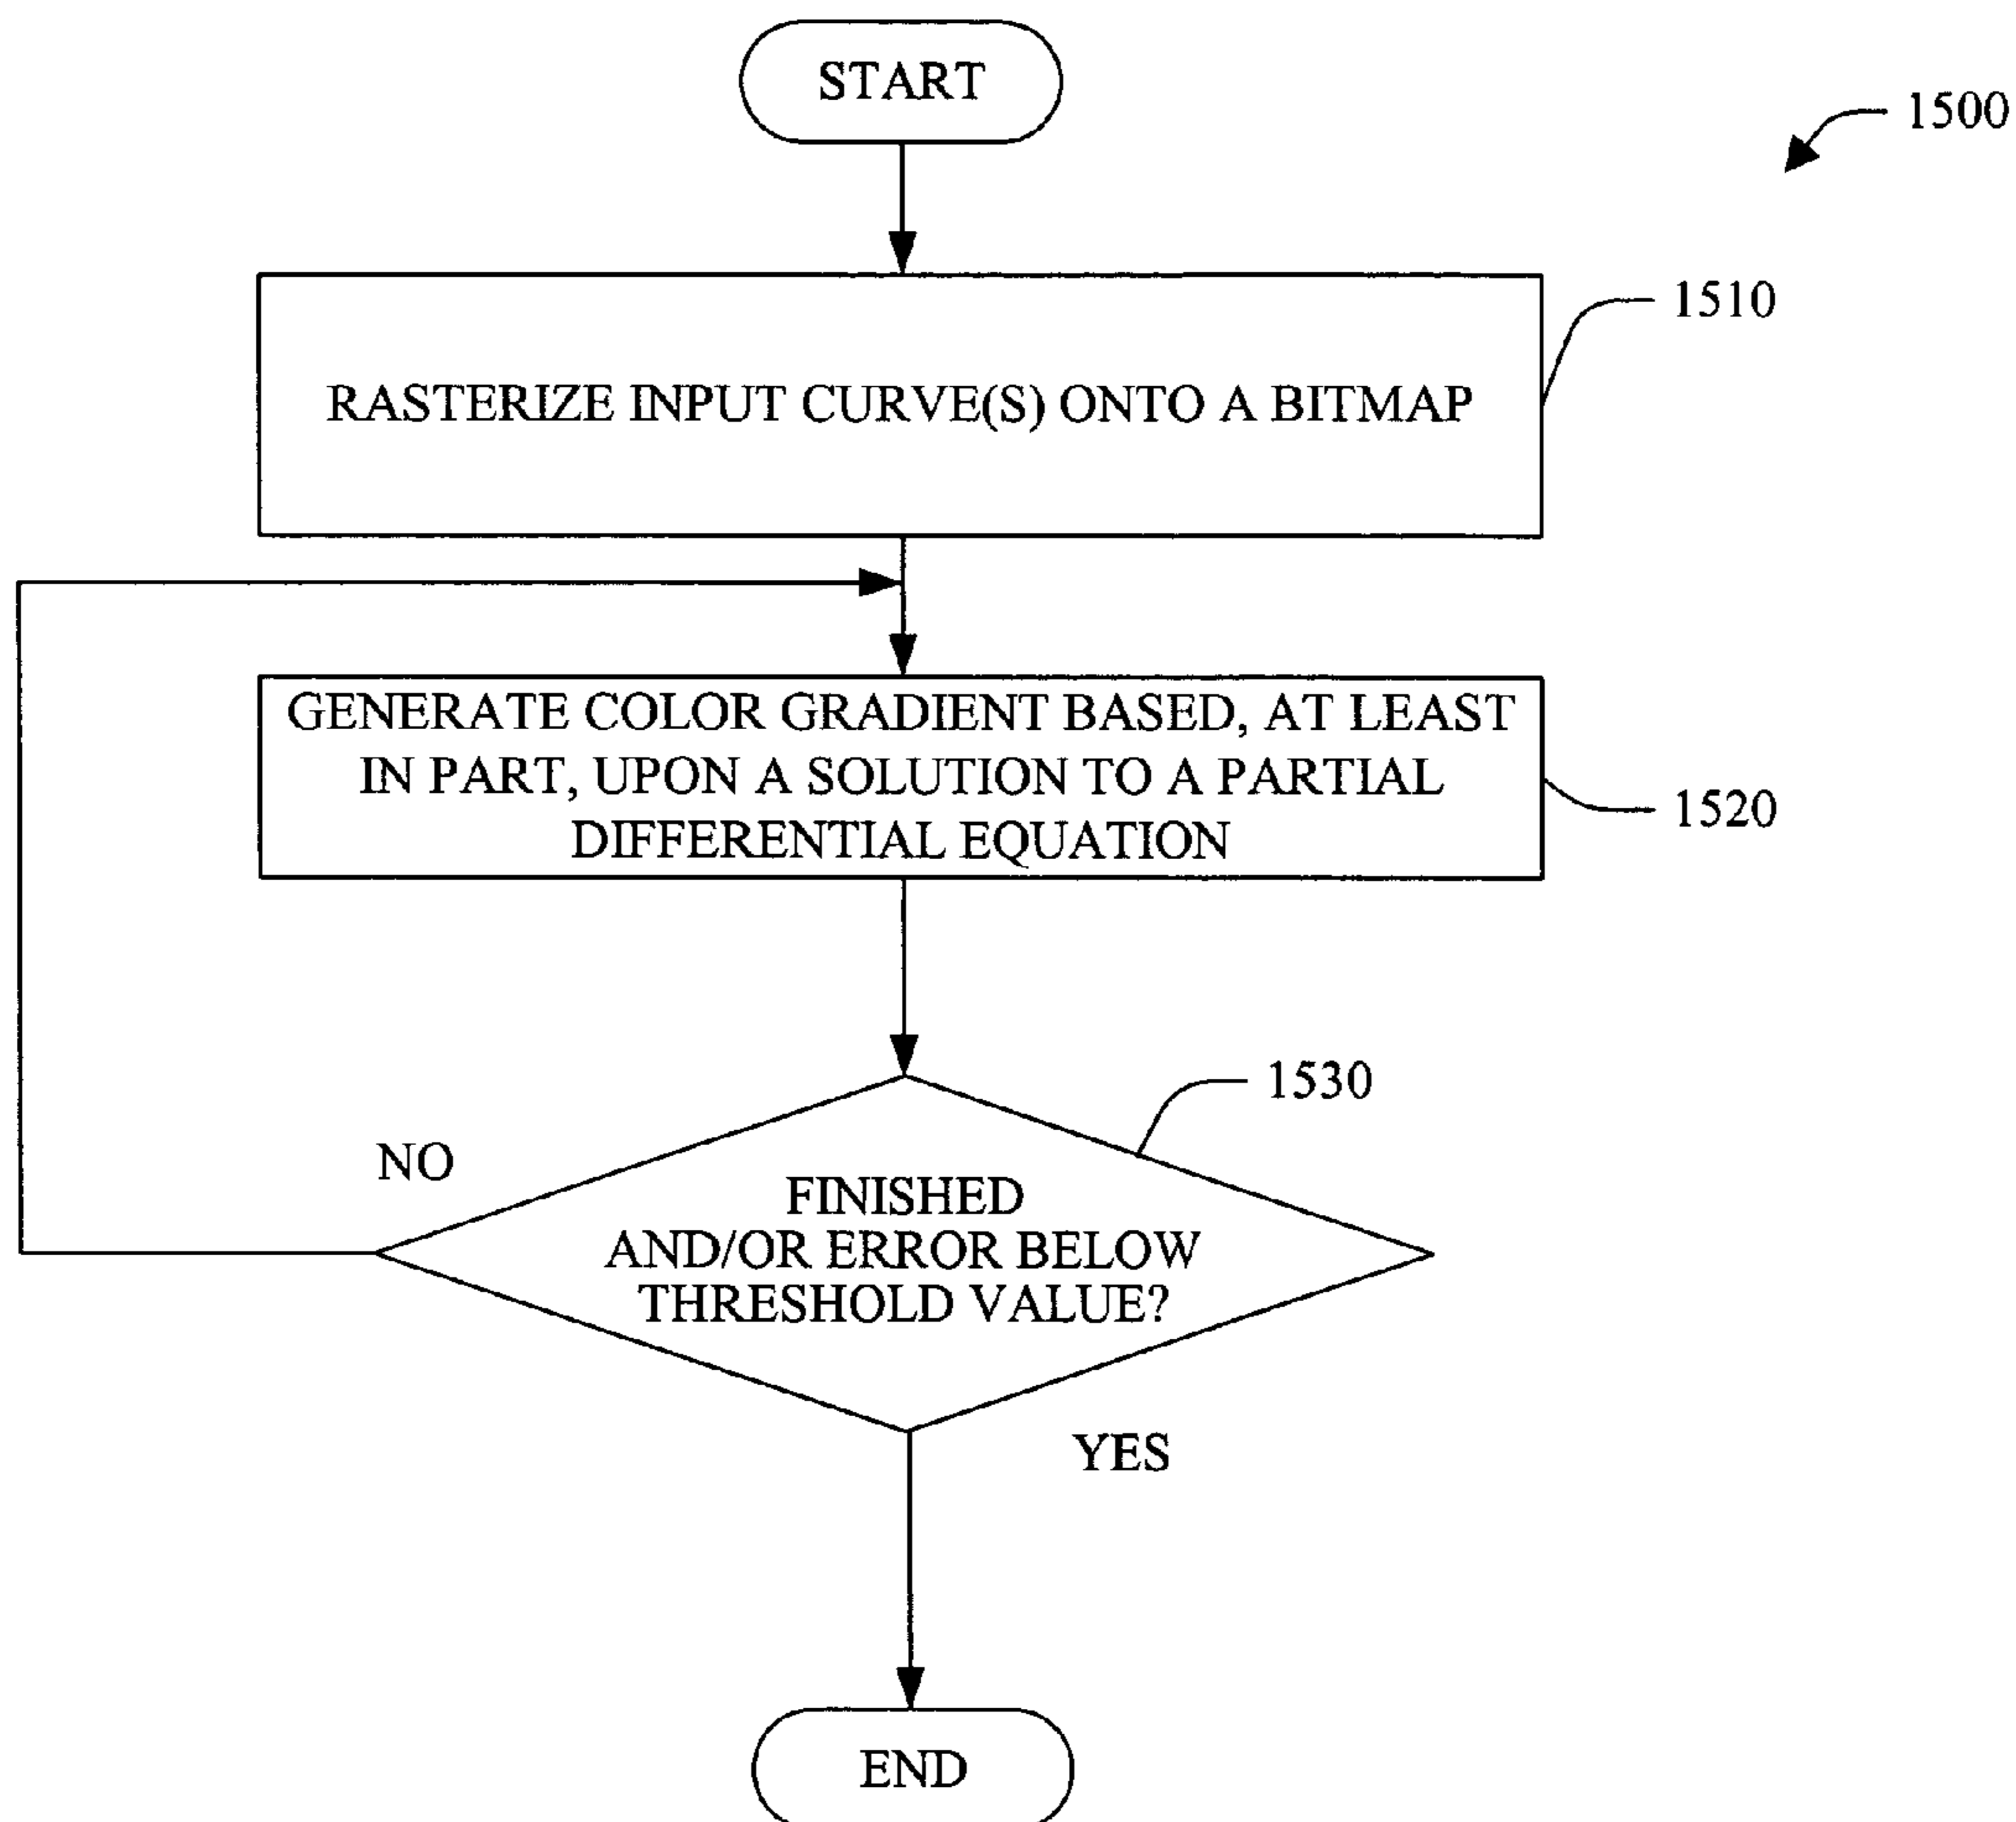 START
1500
1510
RASTERIZE INPUT CURVE(S) ONTO A BITMAP
GENERATE COLOR GRADIENT BASED, AT LEAST
IN PART, UPON A SOLUTION TO A PARTIAL
DIFFERENTIAL EQUATION
1520
1530
NO
FINISHED
AND/OR ERROR BELOW
THRESHOLD VALUE?
YES
END